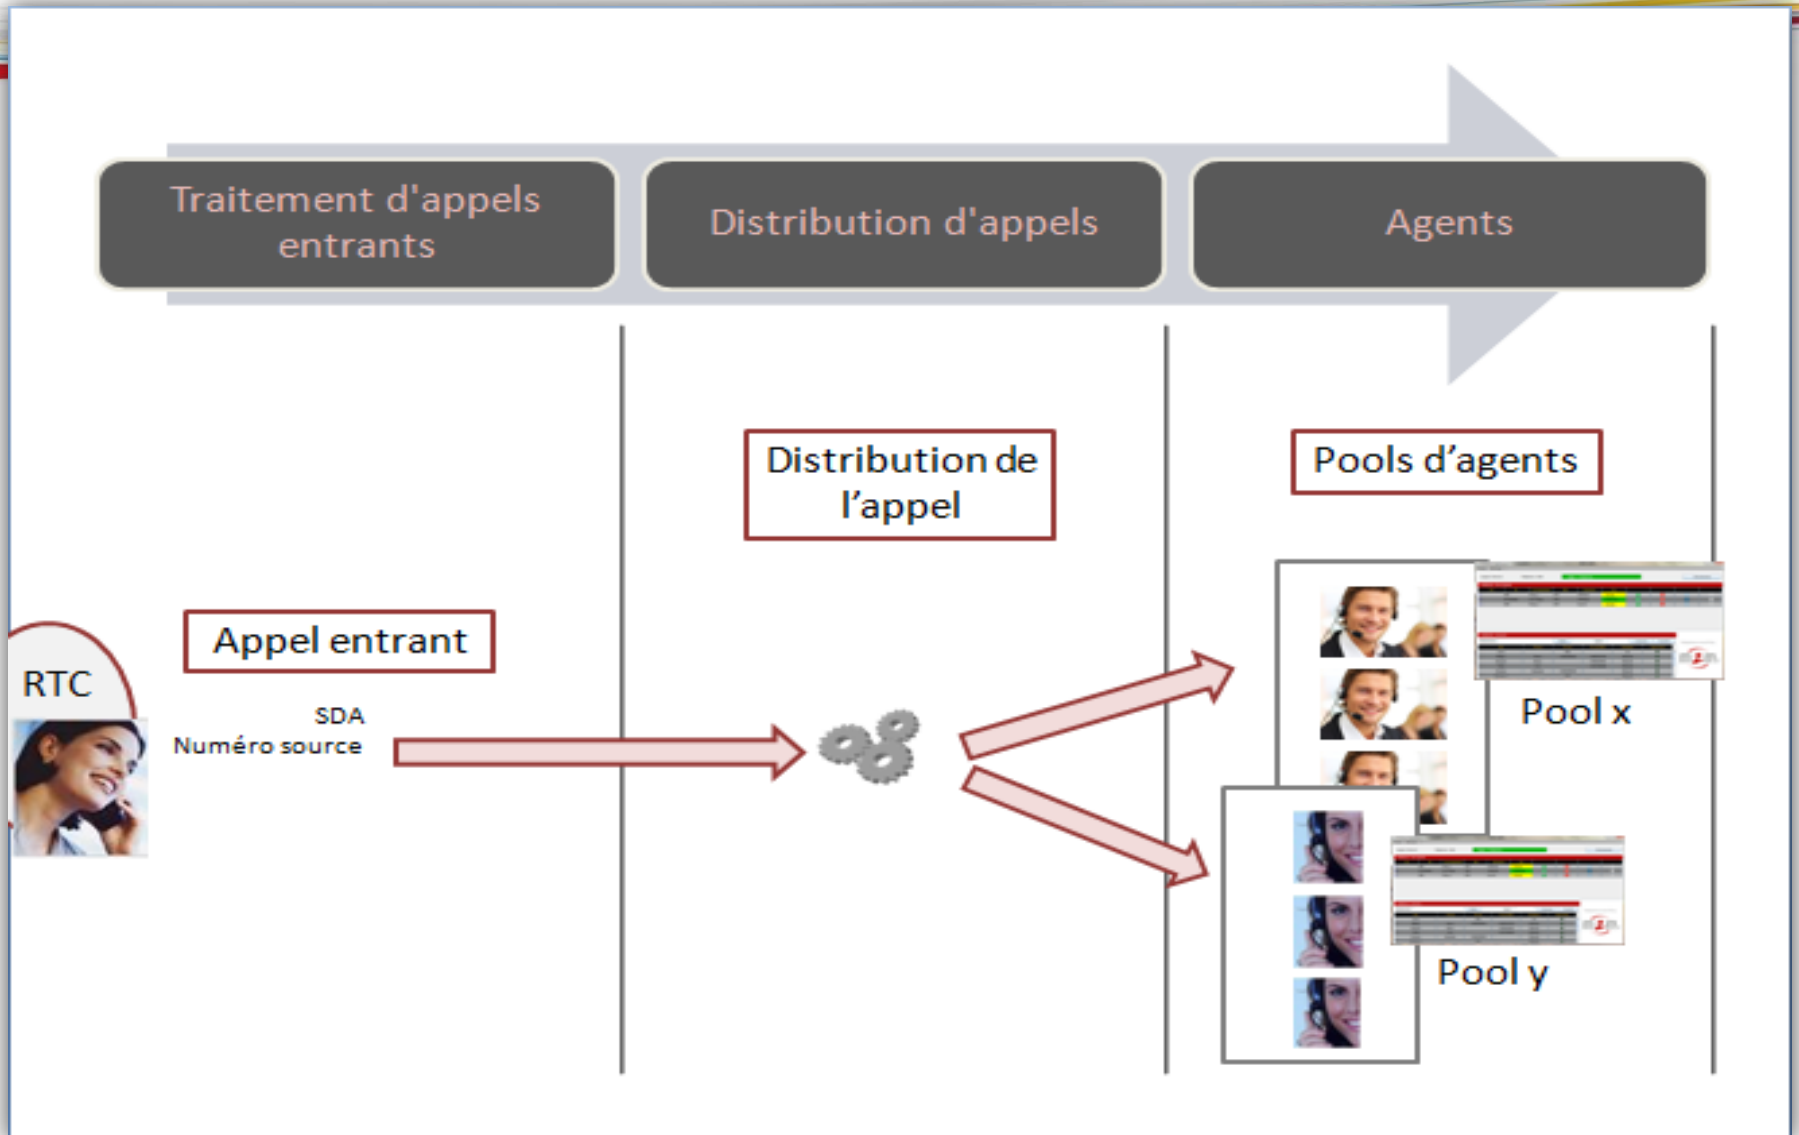 Traitement d'appels
entrants
Distribution d'appels
Agents
Distribution de
l'appel
Pools d’agents
Appel entrant
RTC
SDA
Numéro source
Pool x
Pool y